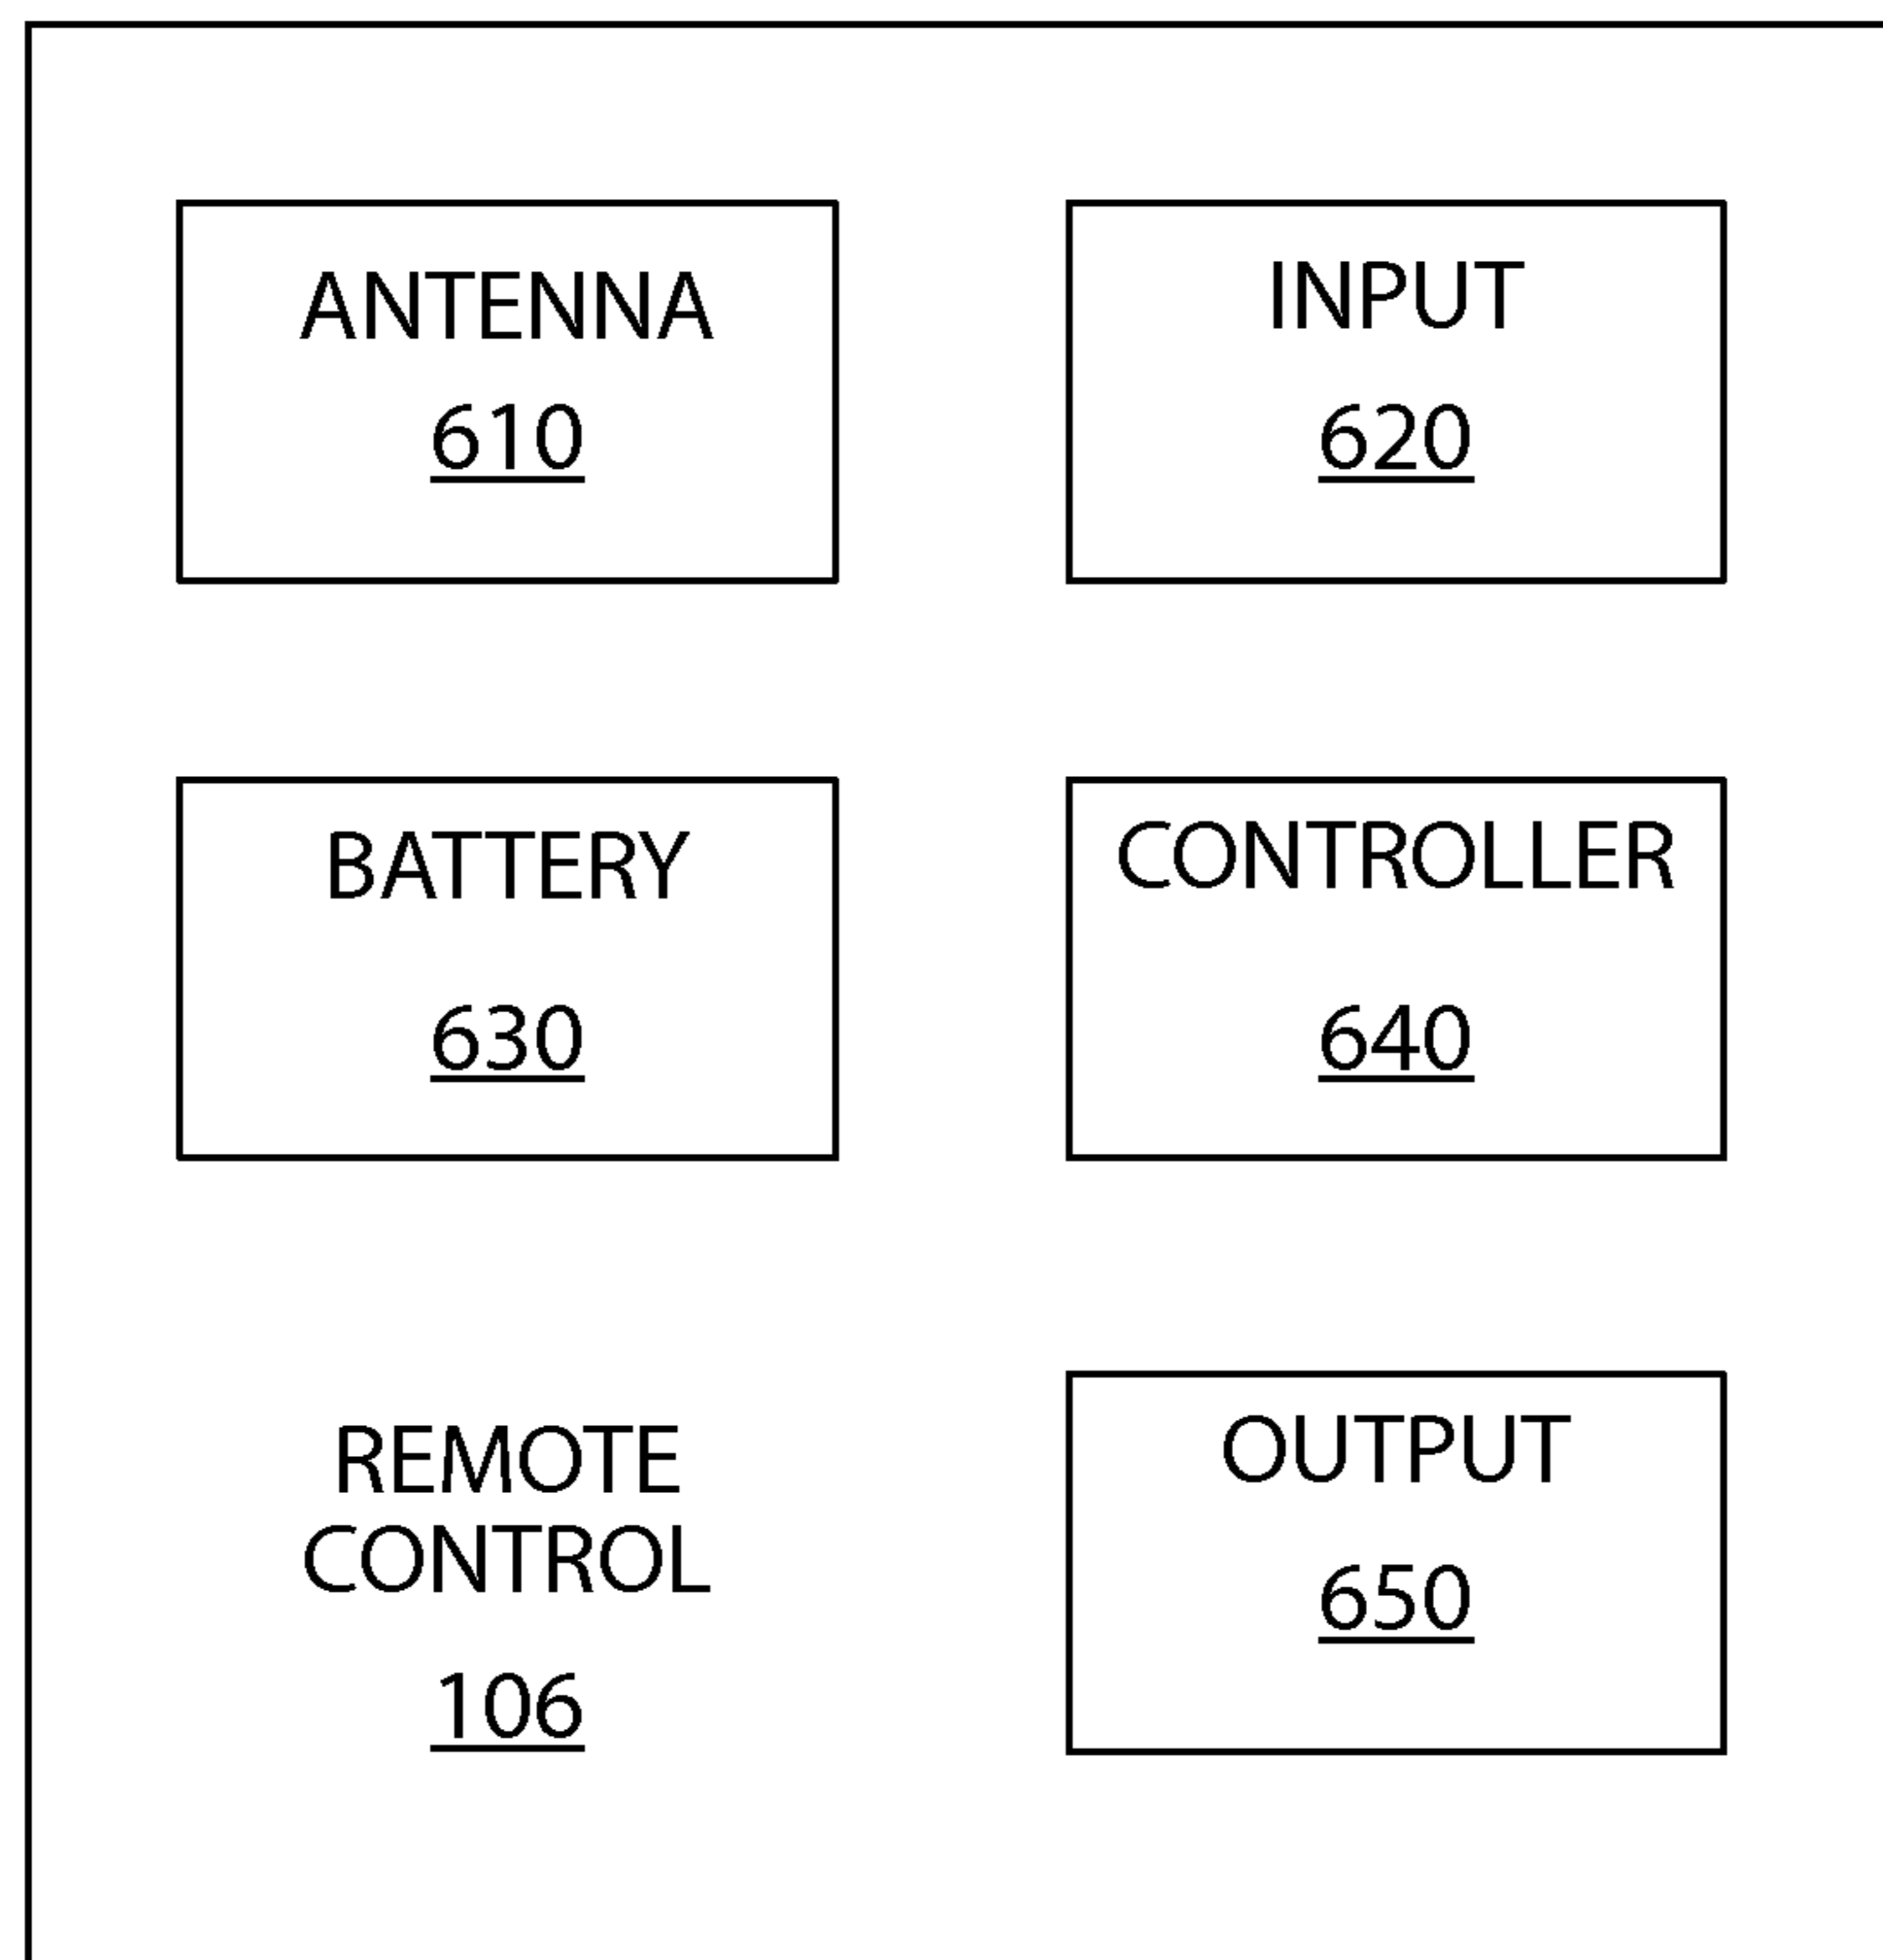 ANTENNA
610
INPUT
620
BATTERY
630
CONTROLLER
640
REMOTE
CONTROL
106
OUTPUT
650